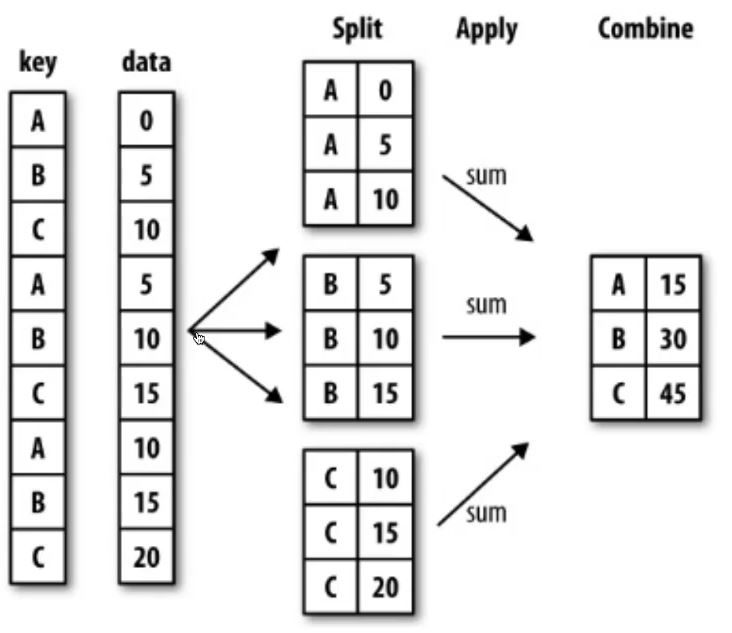 Split Apply Combine
key data
A 0
B 5
C 10
A 5
B 10
C 15
A 10
B 15
C 20
A 0
A 5
A 10
B 5
B 10
B 15
C 10
C 15
C 20
sum
sum
sum
A 15
B 30
C 45